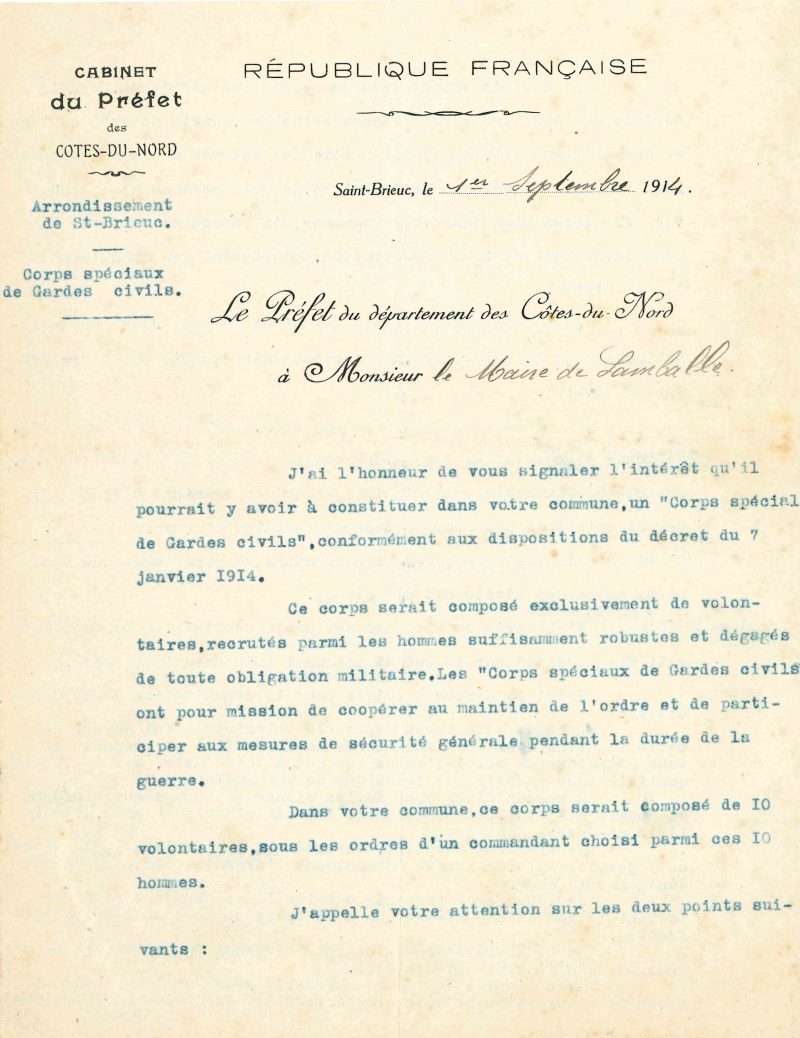 CABINET
du Préfet
des
COTES-DU-NORD
RÉPUBLIQUE FRANÇAISE
Saint-Brieuc, le 1er Septembre 1914.
Arrondissement
de St-Brieuc.
Corps spéciaux
de Gardes civils.
Le Préfet du département des Côtes-du-Nord
à Monsieur le Maire de Lamballe.
J'ai l'honneur de vous signaler l'intérêt qu'il
pourrait y avoir à constituer dans votre commune,un "Corps spécial
de Gardes civils",conformément aux dispositions du décret du 7
janvier I9I4.
Ce corps serait composé exclusivement de volon-
taires,recrutés parmi les hommes suffisamment robustes et dégagés
de toute obligation militaire.Les "Corps spéciaux de Gardes civils"
ont pour mission de coopérer au maintien de l'ordre et de parti-
ciper aux mesures de sécurité générale pendant la durée de la
guerre.
Dans votre commune,ce corps serait composé de IO
volontaires,sous les ordres d'un commandant choisi parmi ces IO
hommes.
J'appelle votre attention sur les deux points sui-
vants :